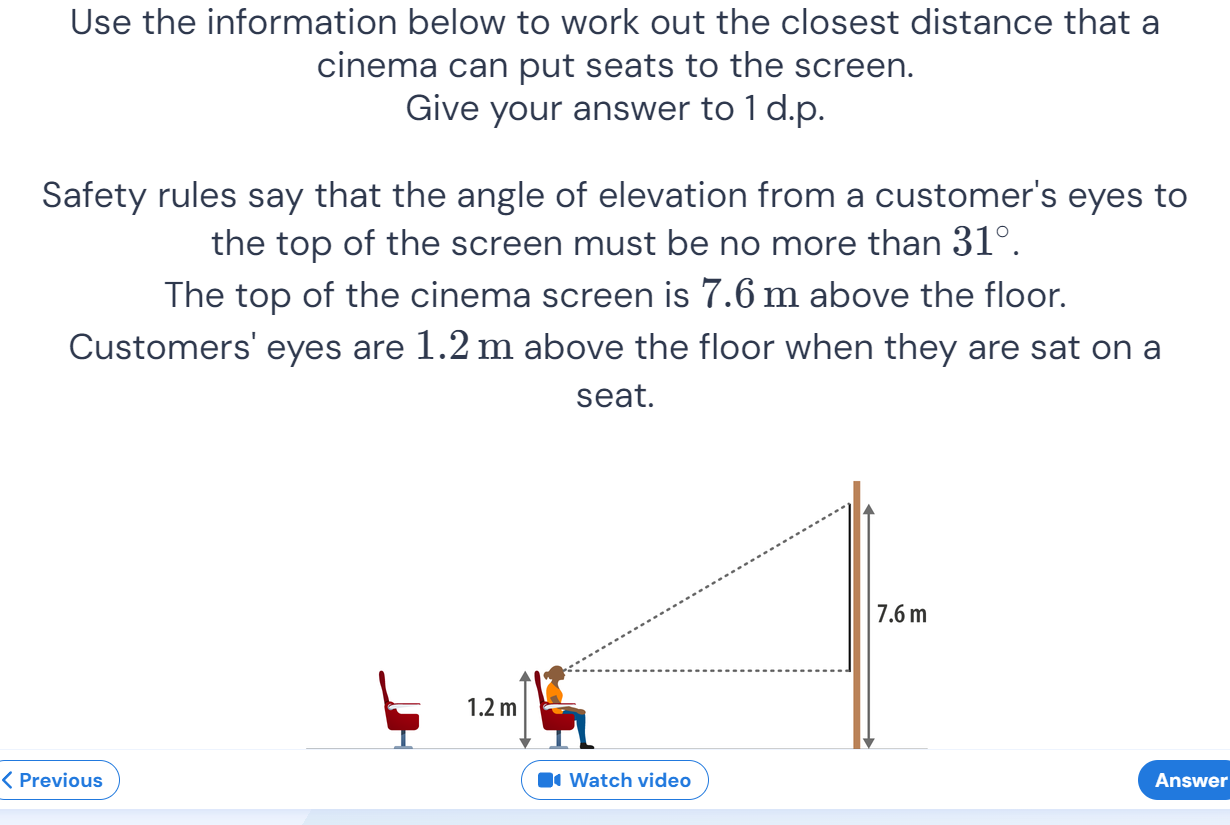 Use the information below to work out the closest distance that a
cinema can put seats to the screen.
Give your answer to 1 d.p.
Safety rules say that the angle of elevation from a customer's eyes to
the top of the screen must be no more than 31°.
The top of the cinema screen is 7.6 m above the floor.
Customers' eyes are 1.2 m above the floor when they are sat on a
seat.
7.6 m
1.2 m
Previous
Watch video
Answer